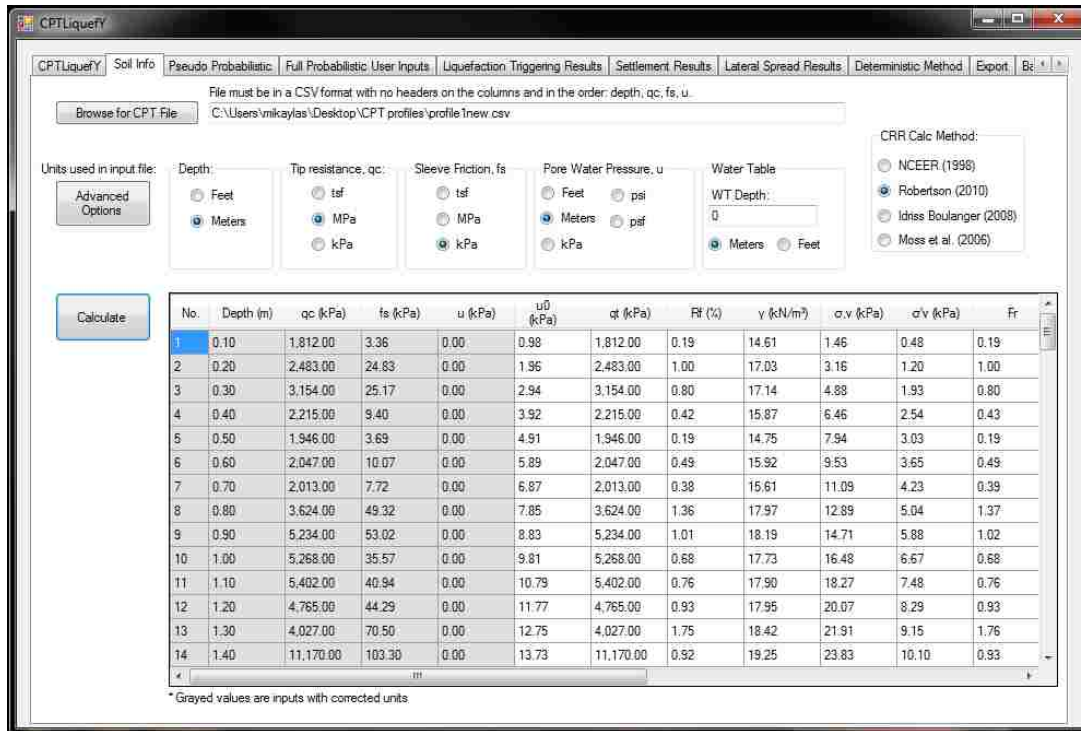 CPTLiquefY
CPTLiquefY Soil Info Pseudo Probabilistic Full Probabilistic User Inputs Liquefaction Triggering Results Settlement Results Lateral Spread Results Deterministic Method Export
File must be in a CSV format with no headers on the columns and in the order: depth, qc, fs, u.
Browse for CPT File C:\Users\mikaylas\Desktop\CPT profiles\profile1new.csv
CRR Calc Method:
NCEER (1998)
Robertson (2010)
Idriss Boulanger (2008)
Moss et al. (2006)
Units used in input file:
Advanced
Options
Depth:
Feet
Meters
Tip resistance, qc:
tsf
MPa
kPa
Sleeve Friction, fs
tsf
MPa
kPa
Pore Water Pressure, u
Feet psi
Meters psf
kPa
Water Table
WT Depth:
0
Meters Feet
Calculate
No. Depth (m) qc (kPa) fs (kPa) u (kPa) u0 (kPa) qt (kPa) Rf (%) γ (kN/m³) σ,v (kPa) σ'v (kPa) Fr
1 0.10 1,812.00 3.36 0.00 0.98 1,812.00 0.19 14.61 1.46 0.48 0.19
2 0.20 2,483.00 24.83 0.00 1.96 2,483.00 1.00 17.03 3.16 1.20 1.00
3 0.30 3,154.00 25.17 0.00 2.94 3,154.00 0.80 17.14 4.88 1.93 0.80
4 0.40 2,215.00 9.40 0.00 3.92 2,215.00 0.42 15.87 6.46 2.54 0.43
5 0.50 1,946.00 3.69 0.00 4.91 1,946.00 0.19 14.75 7.94 3.03 0.19
6 0.60 2,047.00 10.07 0.00 5.89 2,047.00 0.49 15.92 9.53 3.65 0.49
7 0.70 2,013.00 7.72 0.00 6.87 2,013.00 0.38 15.61 11.09 4.23 0.39
8 0.80 3,624.00 49.32 0.00 7.85 3,624.00 1.36 17.97 12.89 5.04 1.37
9 0.90 5,234.00 53.02 0.00 8.83 5,234.00 1.01 18.19 14.71 5.88 1.02
10 1.00 5,268.00 35.57 0.00 9.81 5,268.00 0.68 17.73 16.48 6.67 0.68
11 1.10 5,402.00 40.94 0.00 10.79 5,402.00 0.76 17.90 18.27 7.48 0.76
12 1.20 4,765.00 44.29 0.00 11.77 4,765.00 0.93 17.95 20.07 8.29 0.93
13 1.30 4,027.00 70.50 0.00 12.75 4,027.00 1.75 18.42 21.91 9.15 1.76
14 1.40 11,170.00 103.30 0.00 13.73 11,170.00 0.92 19.25 23.83 10.10 0.93
* Grayed values are inputs with corrected units